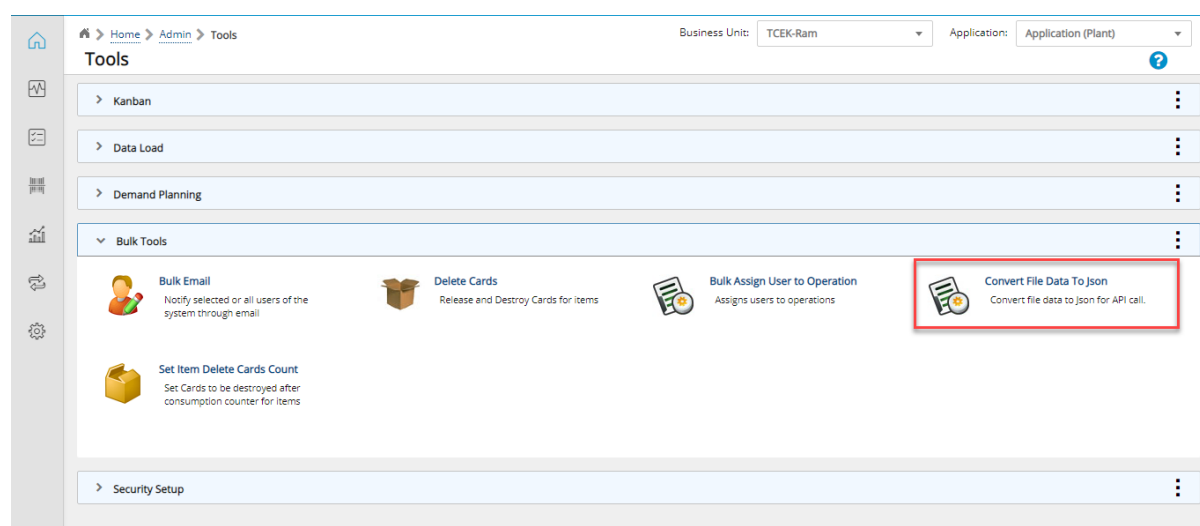 Home Admin Tools
Business Unit: TCEK-Ram Application: Application (Plant)
Tools
?
Kanban
Data Load
Demand Planning
Bulk Tools
Bulk Email
Notify selected or all users of the
system through email
Delete Cards
Release and Destroy Cards for items
Bulk Assign User to Operation
Assigns users to operations
Convert File Data To Json
Convert file data to Json for API call.
Set Item Delete Cards Count
Set Cards to be destroyed after
consumption counter for items
Security Setup